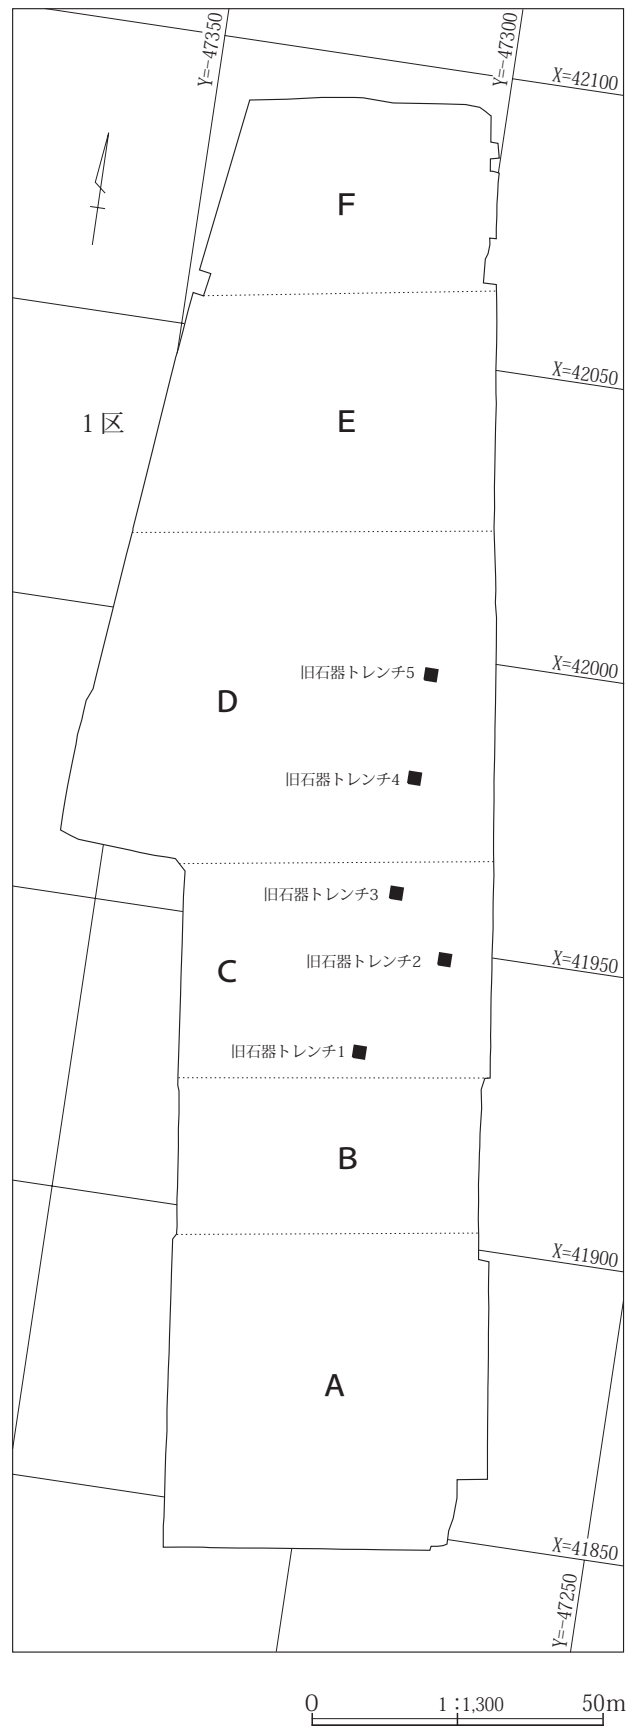 Y=-47350
Y=-47300
X=42100
F
X=42050
1区
E
X=42000
旧石器トレンチ5
D
旧石器トレンチ4
旧石器トレンチ3
X=41950
旧石器トレンチ2
C
旧石器トレンチ1
B
X=41900
A
X=41850
Y=-47250
0 1:1,300 50m